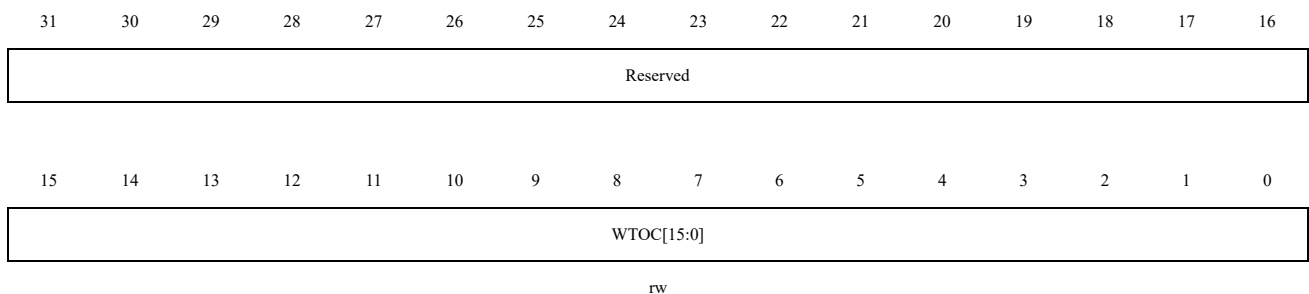 31 30 29 28 27 26 25 24 23 22 21 20 19 18 17 16
Reserved
15 14 13 12 11 10 9 8 7 6 5 4 3 2 1 0
WTOC[15:0]
rw